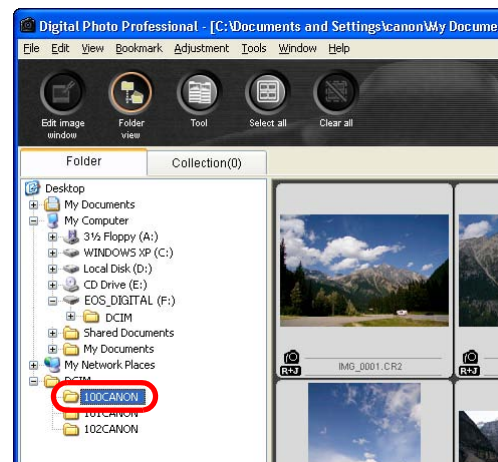 Digital Photo Professional - [C:\Documents and Settings\canon\My Docume
File Edit View Bookmark Adjustment Tools Window Help
Edit image window
Folder view
Tool
Select all
Clear all
Folder
Collection(0)
Desktop
My Documents
My Computer
3½ Floppy (A:)
WINDOWS XP (C:)
Local Disk (D:)
CD Drive (E:)
EOS_DIGITAL (F:)
DCIM
Shared Documents
My Documents
My Network Places
DCIM
100CANON
101CANON
102CANON
R+J
IMG_0001.CR2
R+J